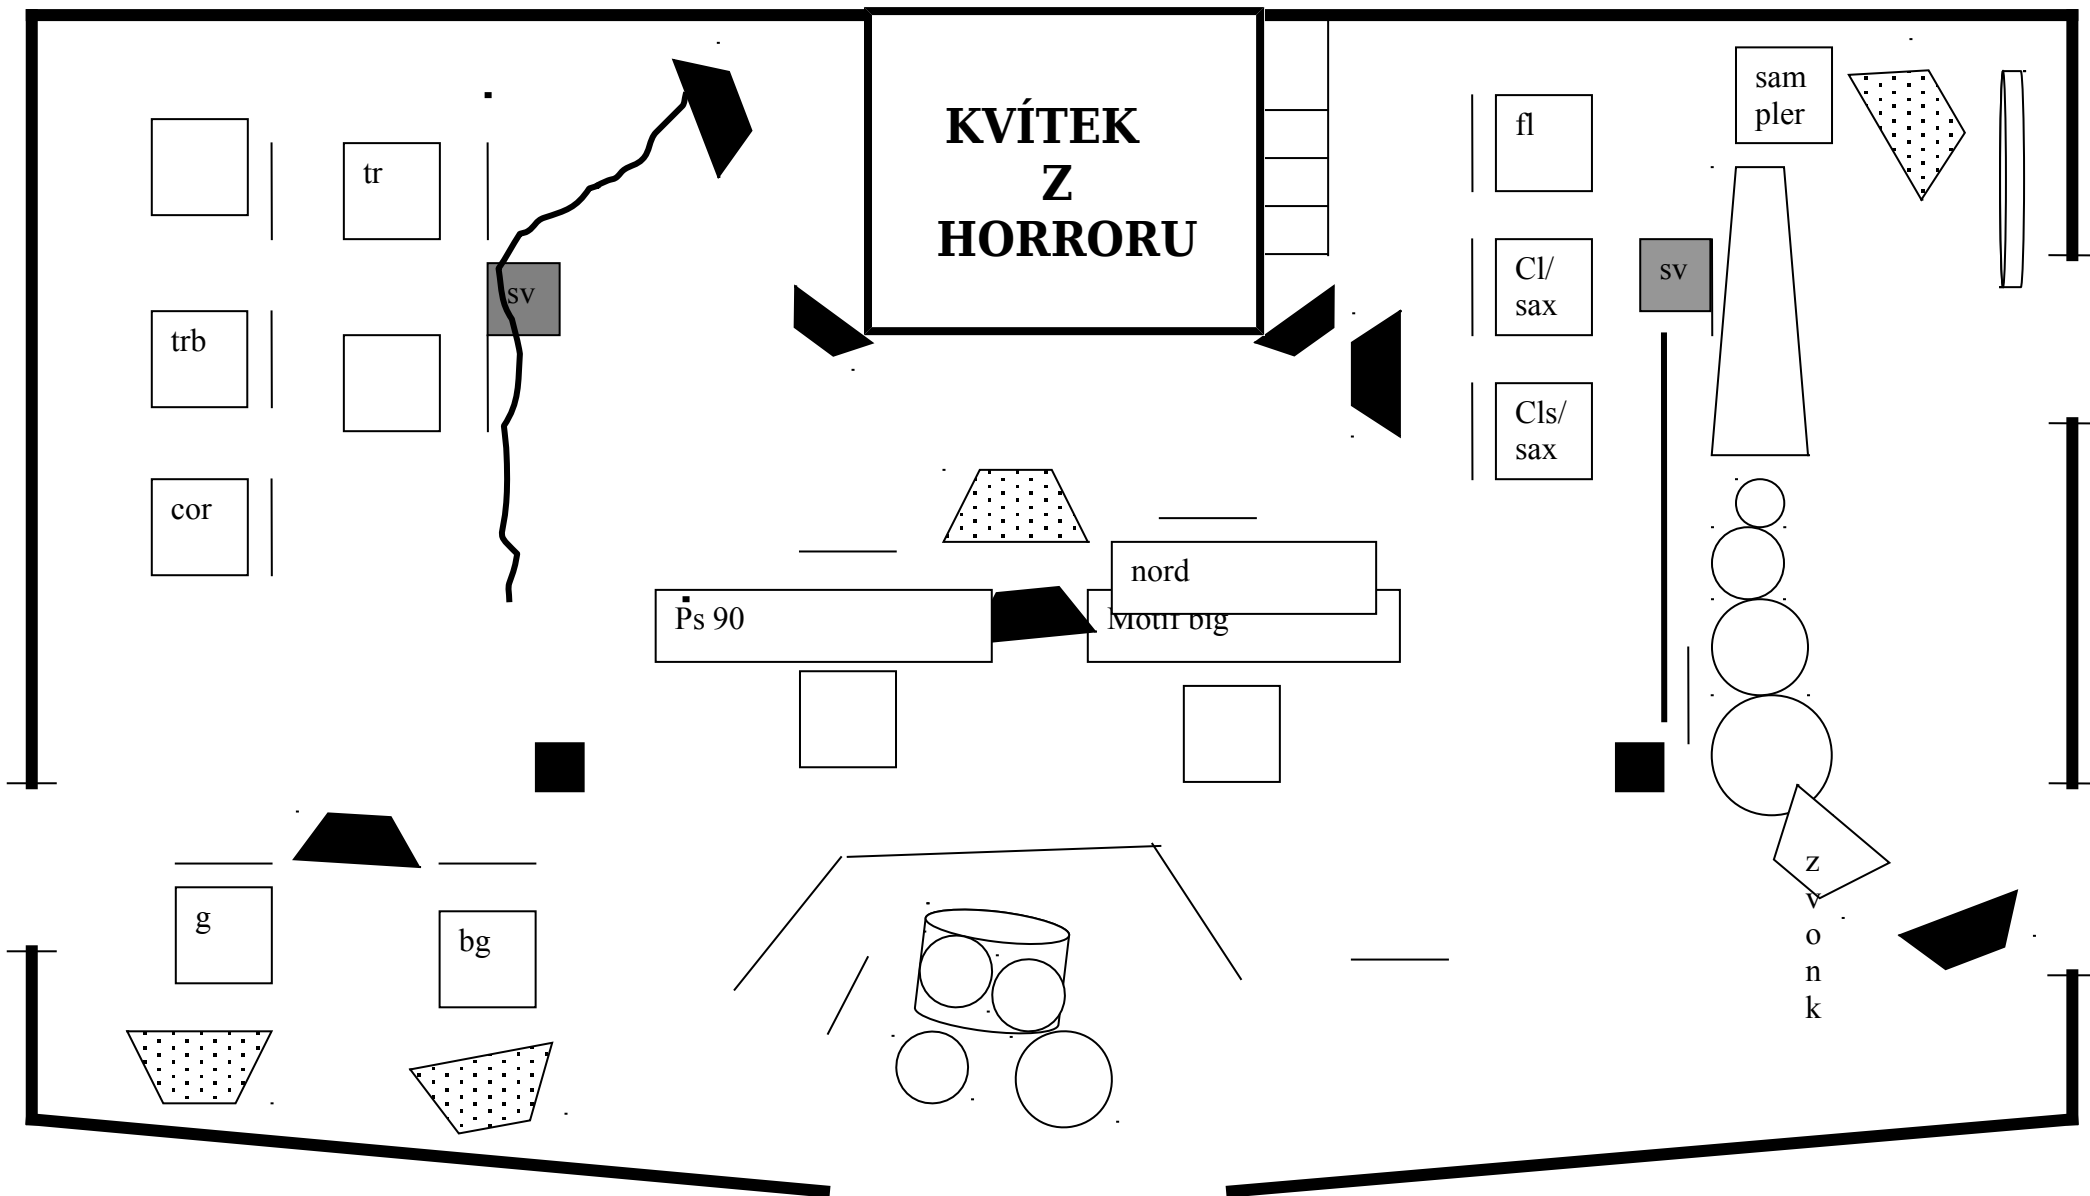 KVÍTEK
Z
HORRORU
sam
pler
fl
tr
Cl/
sax
sv
sv
trb
Cls/
sax
cor
nord
Ps 90
Motif big
z
v
o
n
k
g
bg